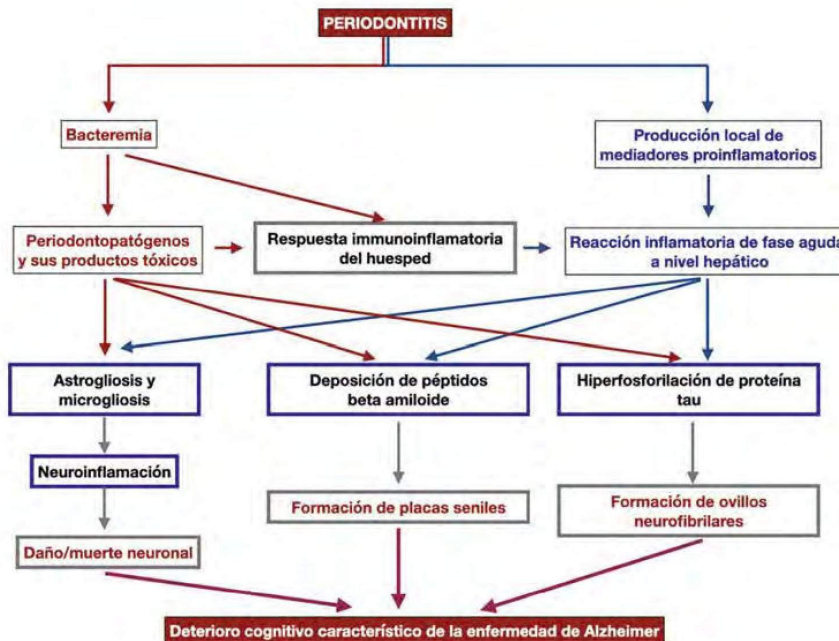 PERIODONTITIS
Bacteremia
Producción local de
mediadores proinflamatorios
Periodontopatógenos
y sus productos tóxicos
Respuesta immunoinflamatoria
del huesped
Reacción inflamatoria de fase aguda
a nivel hepático
Astrogliosis y
microgliosis
Deposición de péptidos
beta amiloide
Hiperfosforilación de proteína
tau
Neuroinflamación
Formación de placas seniles
Formación de ovillos
neurofibrilares
Daño/muerte neuronal
Deterioro cognitivo característico de la enfermedad de Alzheimer